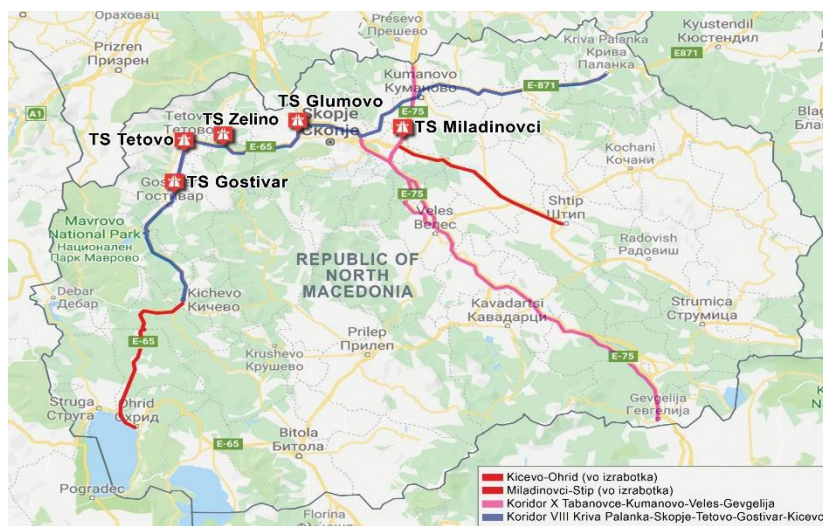 Ораховац
Presevo
Прешево
Kriva Palanka
Крива
Паланка
Kyustendil
Кюстендил
E871
Prizren
Призрен
A1
Kumanovo
Куманово
E-871
TS Glumovo
TS Zelino
TS Tetovo
TS Miladinovci
E-75
Skopje
Скопје
E-65
Kochani
Кочани
TS Gostivar
Гостивар
Shtip
Штип
E-75
Veles
Велес
Mavrovo
National Park
Национален
Парк Маврово
REPUBLIC OF
NORTH
MACEDONIA
Radovish
Радовиш
Debar
Дебар
Kichevo
Кичево
Kavadartsi
Кавадарци
Strumica
Струмица
E-65
Prilep
Прилеп
Krushevo
Крушево
E-75
Gevgelija
Гевгелија
Struga
Струга
Ohrid
Охрид
E-65
Bitola
Битола
Pogradec
Florina
Kicevo-Ohrid (vo izrabotka)
Miladinovci-Stip (vo izrabotka)
Koridor X Tabanovce-Kumanovo-Veles-Gevgelija
Koridor VIII Kriva Palanka-Skopje-Tetovo-Gostivar-Kicevo